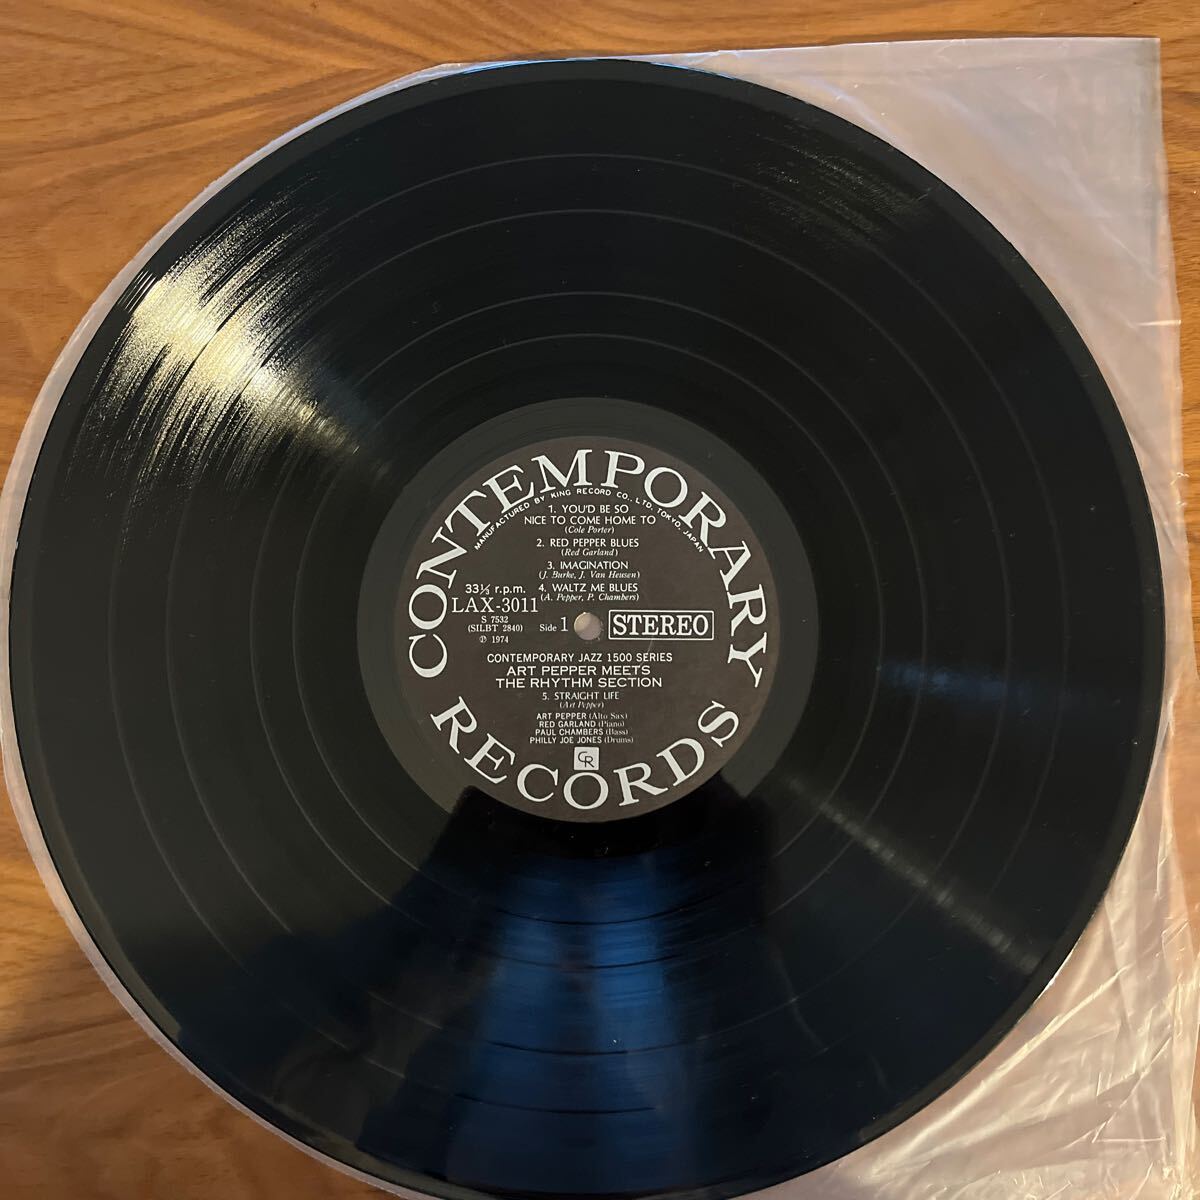 CONTEMPORARY
MANUFACTURED BY KING RECORD CO., LTD. TOKYO, JAPAN
1. YOU'D BE SO
NICE TO COME HOME TO
(Cole Porter)
2. RED PEPPER BLUES
(Red Garland)
3. IMAGINATION
(J. Burke, J. Van Heusen)
4. WALTZ ME BLUES
(A. Pepper, P. Chambers)
33⅓ r.p.m.
LAX-3011
S 7532
(SILBT 2840)
Ⓟ 1974
Side 1
STEREO
CONTEMPORARY JAZZ 1500 SERIES
ART PEPPER MEETS
THE RHYTHM SECTION
5. STRAIGHT LIFE
(Art Pepper)
ART PEPPER (Alto Sax)
RED GARLAND (Piano)
PAUL CHAMBERS (Bass)
PHILLY JOE JONES (Drums)
CR
RECORDS